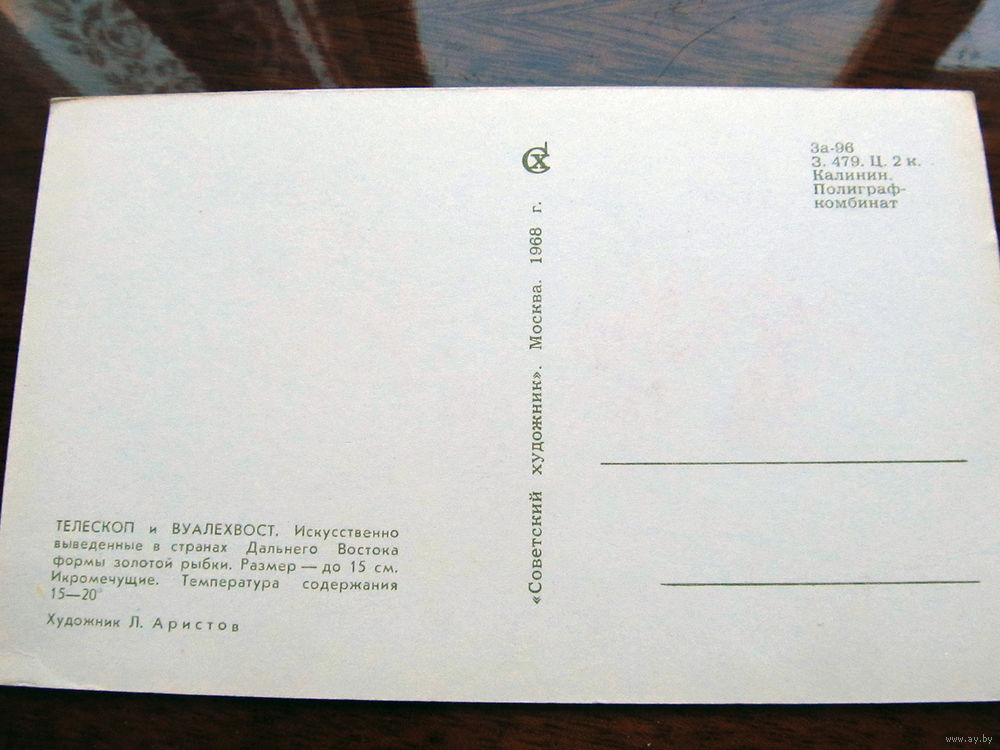 ТЕЛЕСКОП и ВУАЛЕХВОСТ. Искусственно
выведенные в странах Дальнего Востока
формы золотой рыбки. Размер — до 15 см.
Икромечущие. Температура содержания
15—20°
Художник Л. Аристов
«Советский художник». Москва. 1968 г.
СХ
За-96
З. 479. Ц. 2 к.
Калинин.
Полиграф-
комбинат
www.ay.by